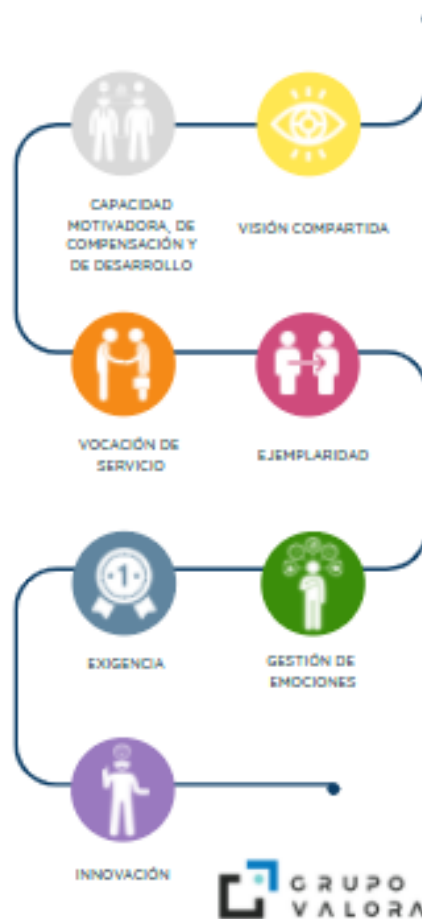 CAPACIDAD
MOTIVADORA, DE
COMPENSACIÓN Y
DE DESARROLLO
VISIÓN COMPARTIDA
VOCACIÓN DE
SERVICIO
EJEMPLARIDAD
·1·
EXIGENCIA
GESTIÓN DE
EMOCIONES
INNOVACIÓN
GRUPO
VALORA